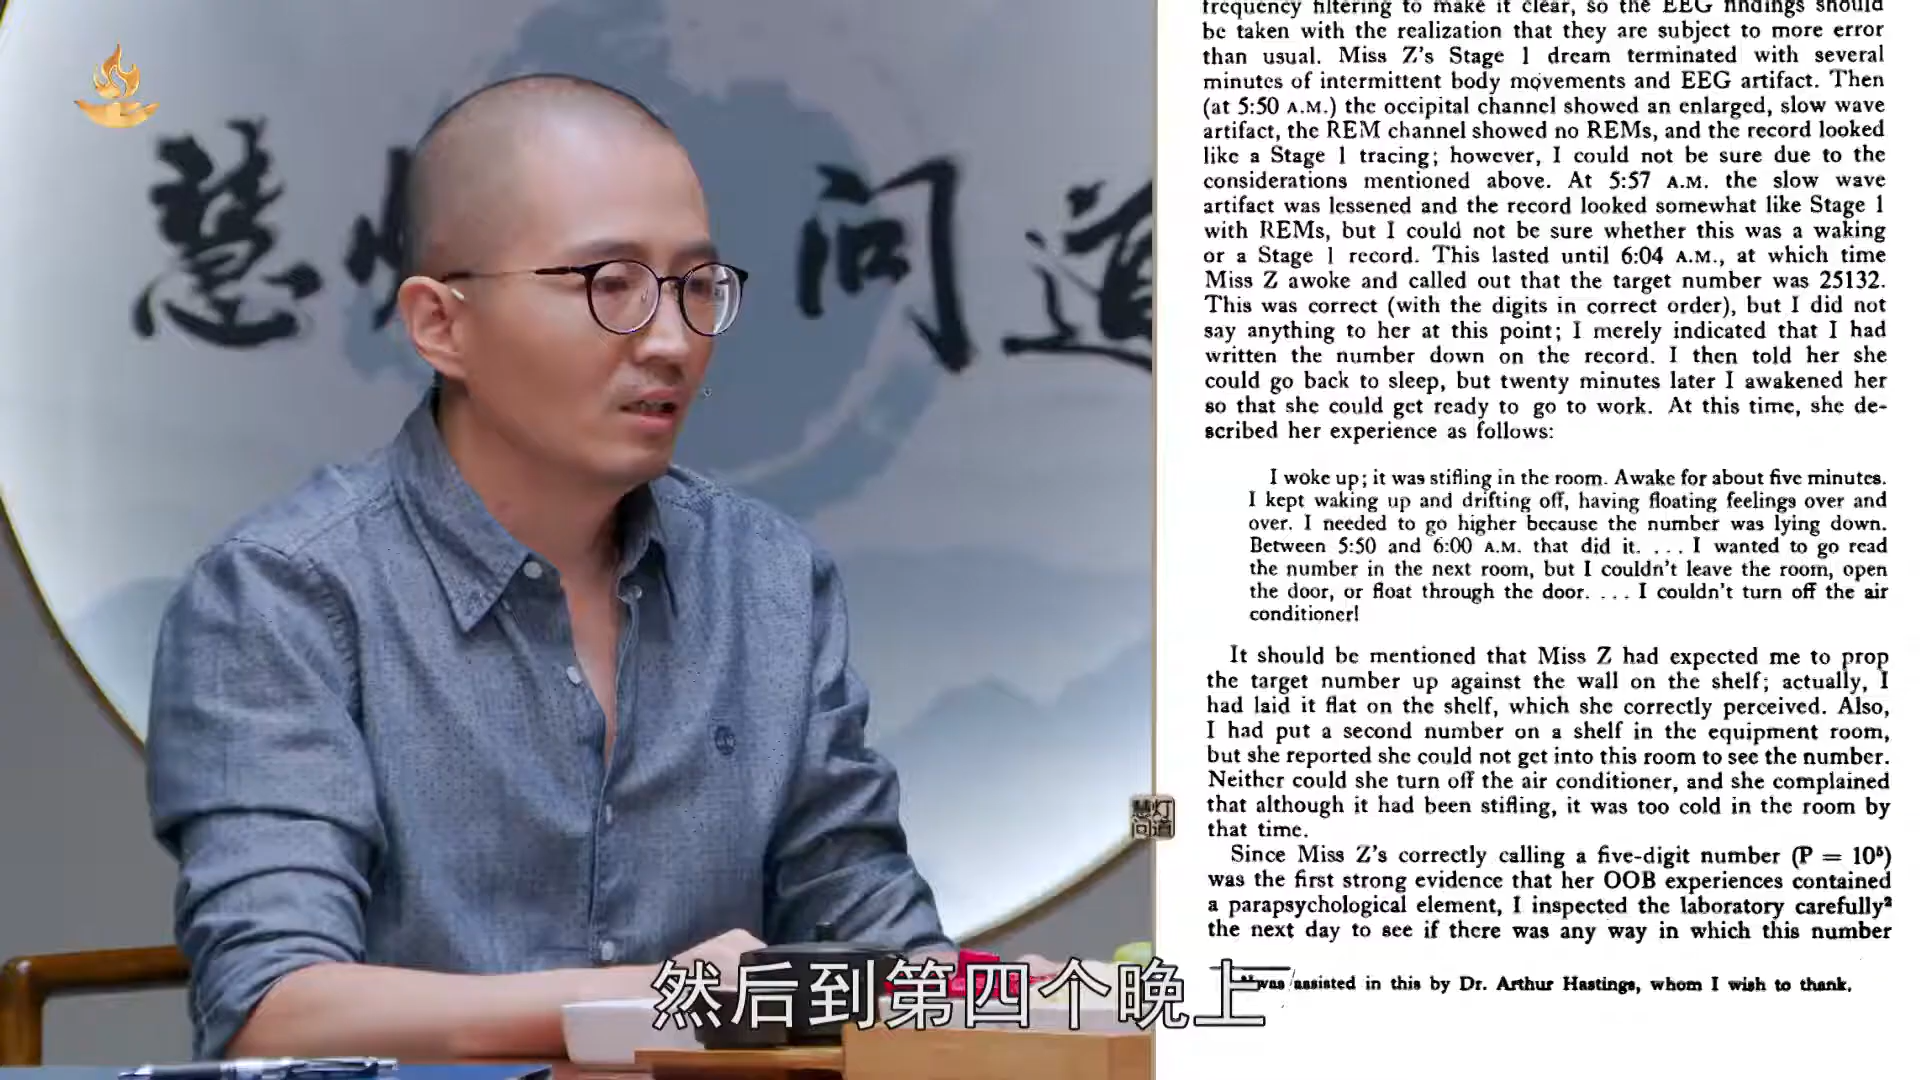 慧 问道
frequency filtering to make it clear, so the EEG findings should
be taken with the realization that they are subject to more error
than usual. Miss Z's Stage 1 dream terminated with several
minutes of intermittent body movements and EEG artifact. Then
(at 5:50 A.M.) the occipital channel showed an enlarged, slow wave
artifact, the REM channel showed no REMs, and the record looked
like a Stage 1 tracing; however, I could not be sure due to the
considerations mentioned above. At 5:57 A.M. the slow wave
artifact was lessened and the record looked somewhat like Stage 1
with REMs, but I could not be sure whether this was a waking
or a Stage 1 record. This lasted until 6:04 A.M., at which time
Miss Z awoke and called out that the target number was 25132.
This was correct (with the digits in correct order), but I did not
say anything to her at this point; I merely indicated that I had
written the number down on the record. I then told her she
could go back to sleep, but twenty minutes later I awakened her
so that she could get ready to go to work. At this time, she de-
scribed her experience as follows:
I woke up; it was stifling in the room. Awake for about five minutes.
I kept waking up and drifting off, having floating feelings over and
over. I needed to go higher because the number was lying down.
Between 5:50 and 6:00 A.M. that did it. . . . I wanted to go read
the number in the next room, but I couldn't leave the room, open
the door, or float through the door. . . . I couldn't turn off the air
conditioner!
It should be mentioned that Miss Z had expected me to prop
the target number up against the wall on the shelf; actually, I
had laid it flat on the shelf, which she correctly perceived. Also,
I had put a second number on a shelf in the equipment room,
but she reported she could not get into this room to see the number.
Neither could she turn off the air conditioner, and she complained
that although it had been stifling, it was too cold in the room by
that time.
Since Miss Z's correctly calling a five-digit number (P = 10⁵)
was the first strong evidence that her OOB experiences contained
a parapsychological element, I inspected the laboratory carefully²
the next day to see if there was any way in which this number
was assisted in this by Dr. Arthur Hastings, whom I wish to thank.
慧灯
问道
然后到第四个晚上